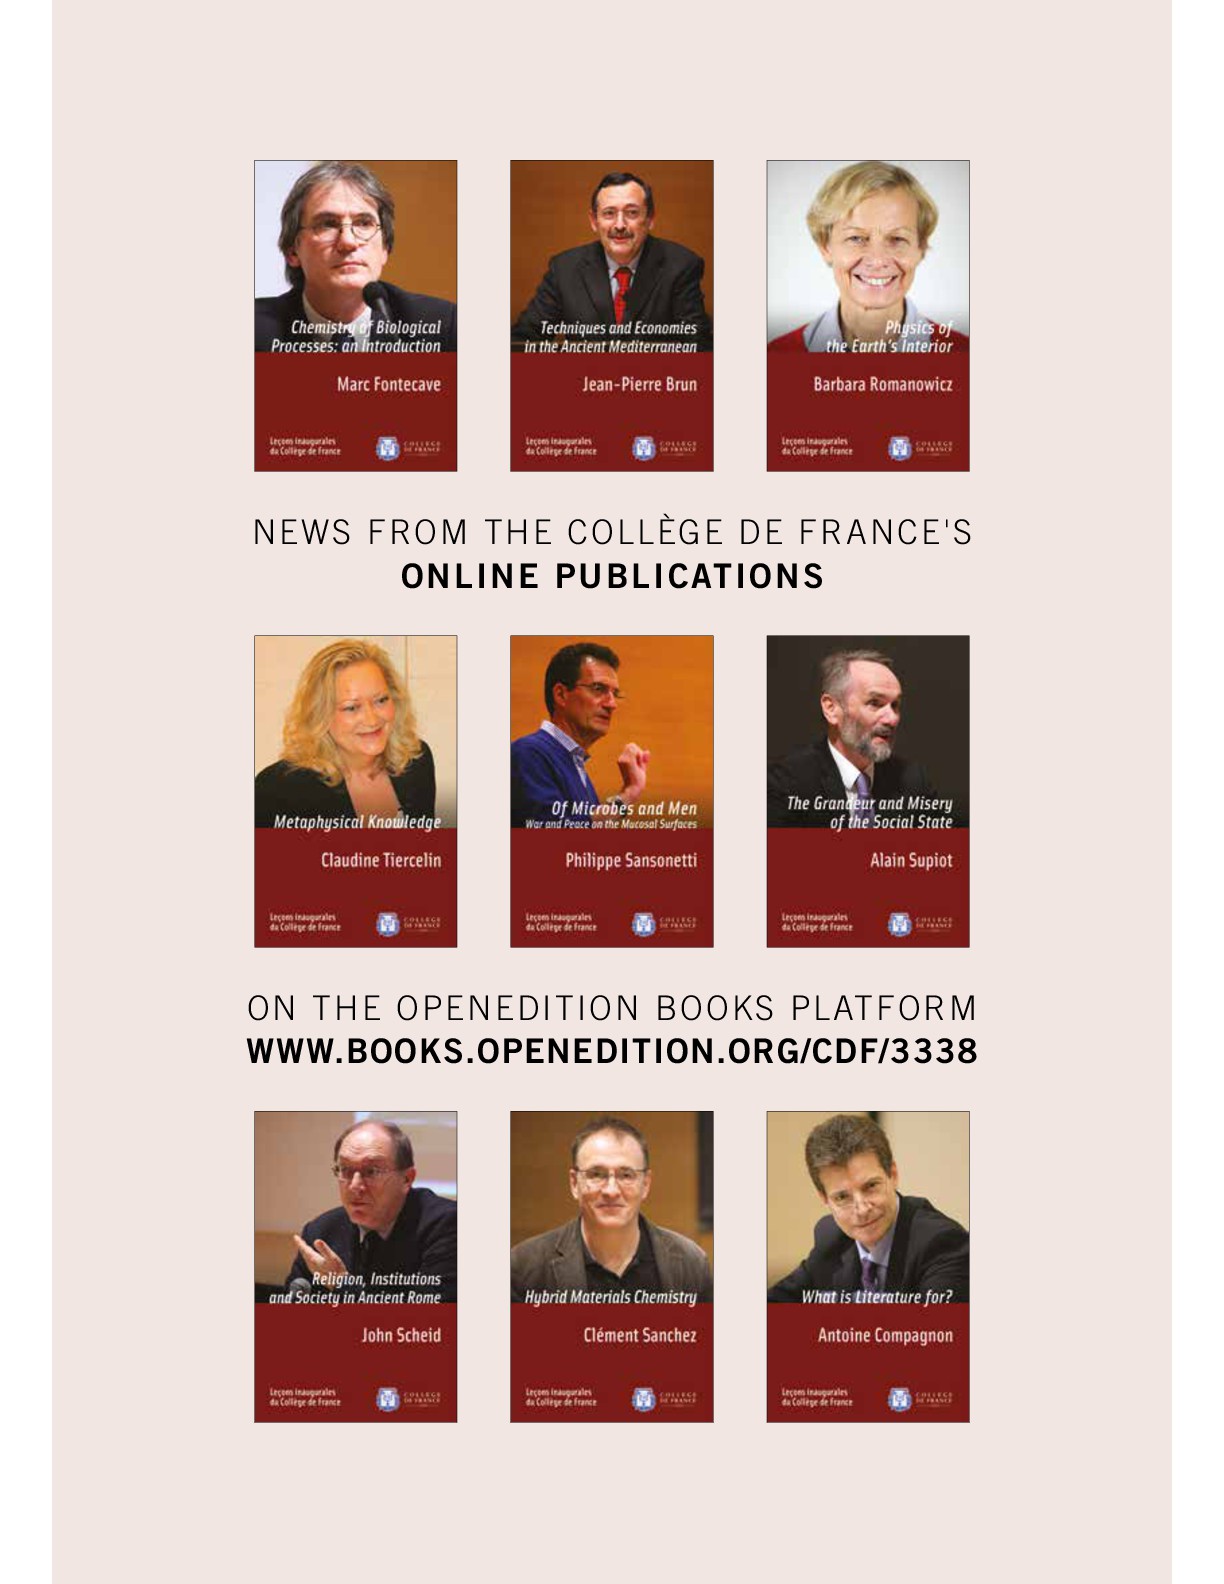 Chemistry of Biological
Processes: an Introduction
Marc Fontecave
Leçons inaugurales
du Collège de France
COLLÈGE
DE FRANCE
Techniques and Economies
in the Ancient Mediterranean
Jean-Pierre Brun
Leçons inaugurales
du Collège de France
COLLÈGE
DE FRANCE
Physics of
the Earth's Interior
Barbara Romanowicz
Leçons inaugurales
du Collège de France
COLLÈGE
DE FRANCE
NEWS FROM THE COLLÈGE DE FRANCE'S
ONLINE PUBLICATIONS
Metaphysical Knowledge
Claudine Tiercelin
Leçons inaugurales
du Collège de France
COLLÈGE
DE FRANCE
Of Microbes and Men
War and Peace on the Mucosal Surfaces
Philippe Sansonetti
Leçons inaugurales
du Collège de France
COLLÈGE
DE FRANCE
The Grandeur and Misery
of the Social State
Alain Supiot
Leçons inaugurales
du Collège de France
COLLÈGE
DE FRANCE
ON THE OPENEDITION BOOKS PLATFORM
WWW.BOOKS.OPENEDITION.ORG/CDF/3338
Religion, Institutions
and Society in Ancient Rome
John Scheid
Leçons inaugurales
du Collège de France
COLLÈGE
DE FRANCE
Hybrid Materials Chemistry
Clément Sanchez
Leçons inaugurales
du Collège de France
COLLÈGE
DE FRANCE
What is Literature for?
Antoine Compagnon
Leçons inaugurales
du Collège de France
COLLÈGE
DE FRANCE